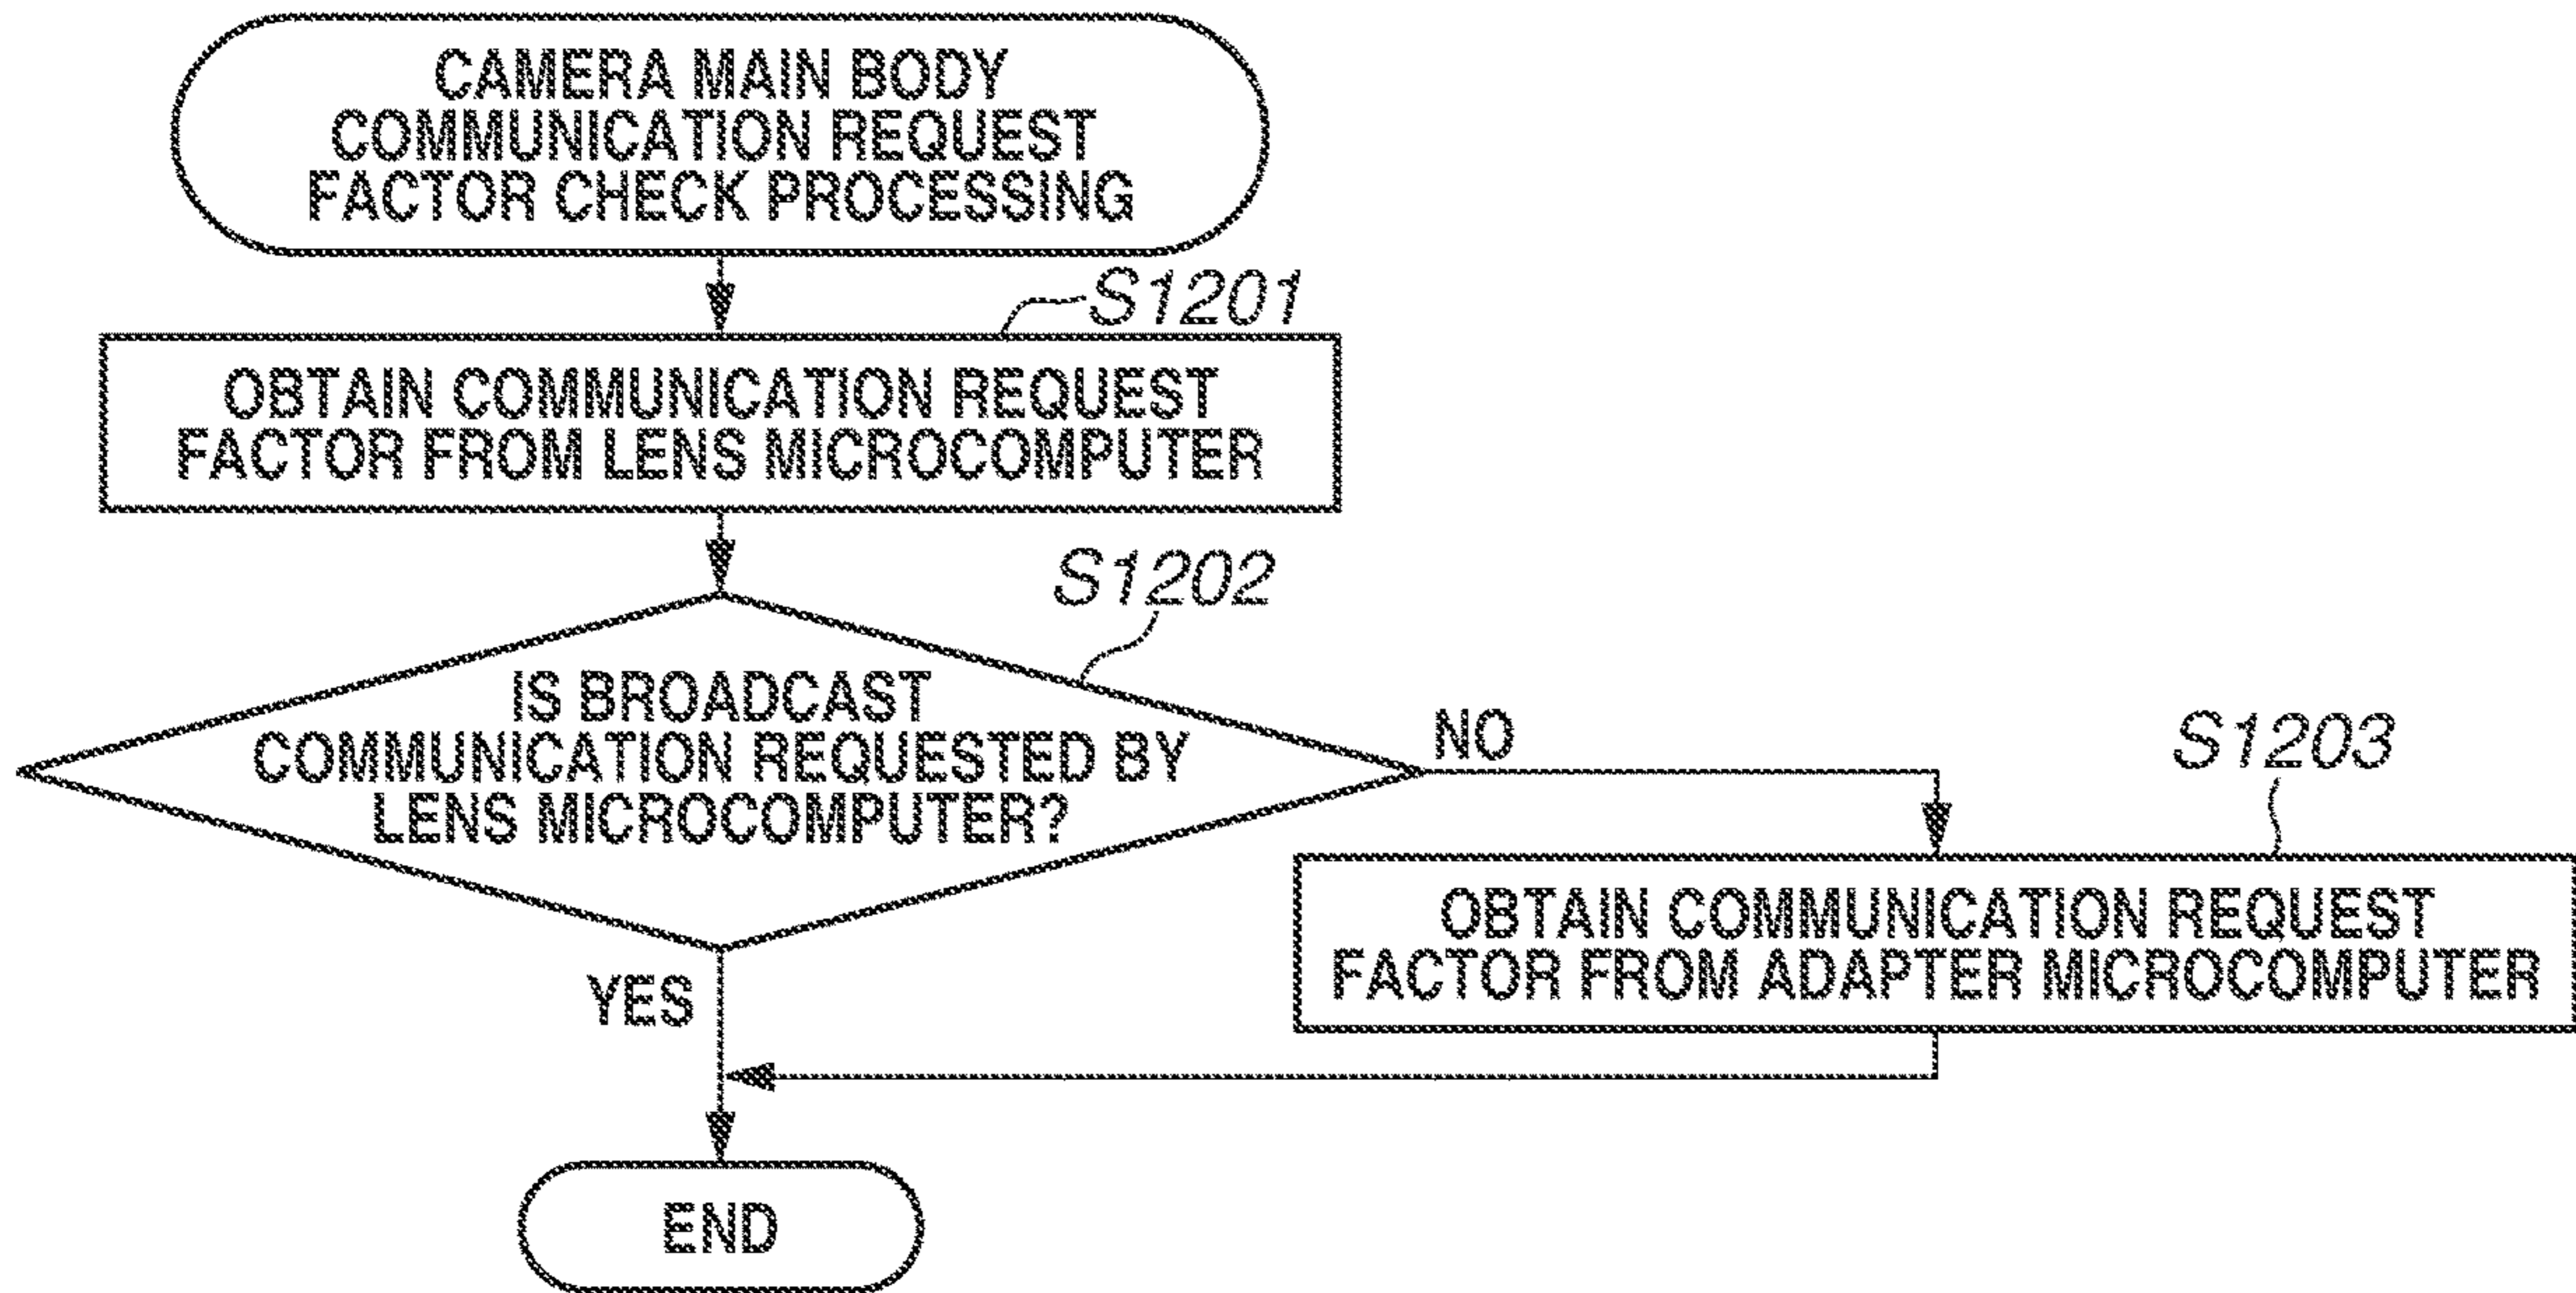 CAMERA MAIN BODY
COMMUNICATION REQUEST
FACTOR CHECK PROCESSING
S1201
OBTAIN COMMUNICATION REQUEST
FACTOR FROM LENS MICROCOMPUTER
S1202
IS BROADCAST
COMMUNICATION REQUESTED BY
LENS MICROCOMPUTER?
NO
S1203
OBTAIN COMMUNICATION REQUEST
FACTOR FROM ADAPTER MICROCOMPUTER
YES
END